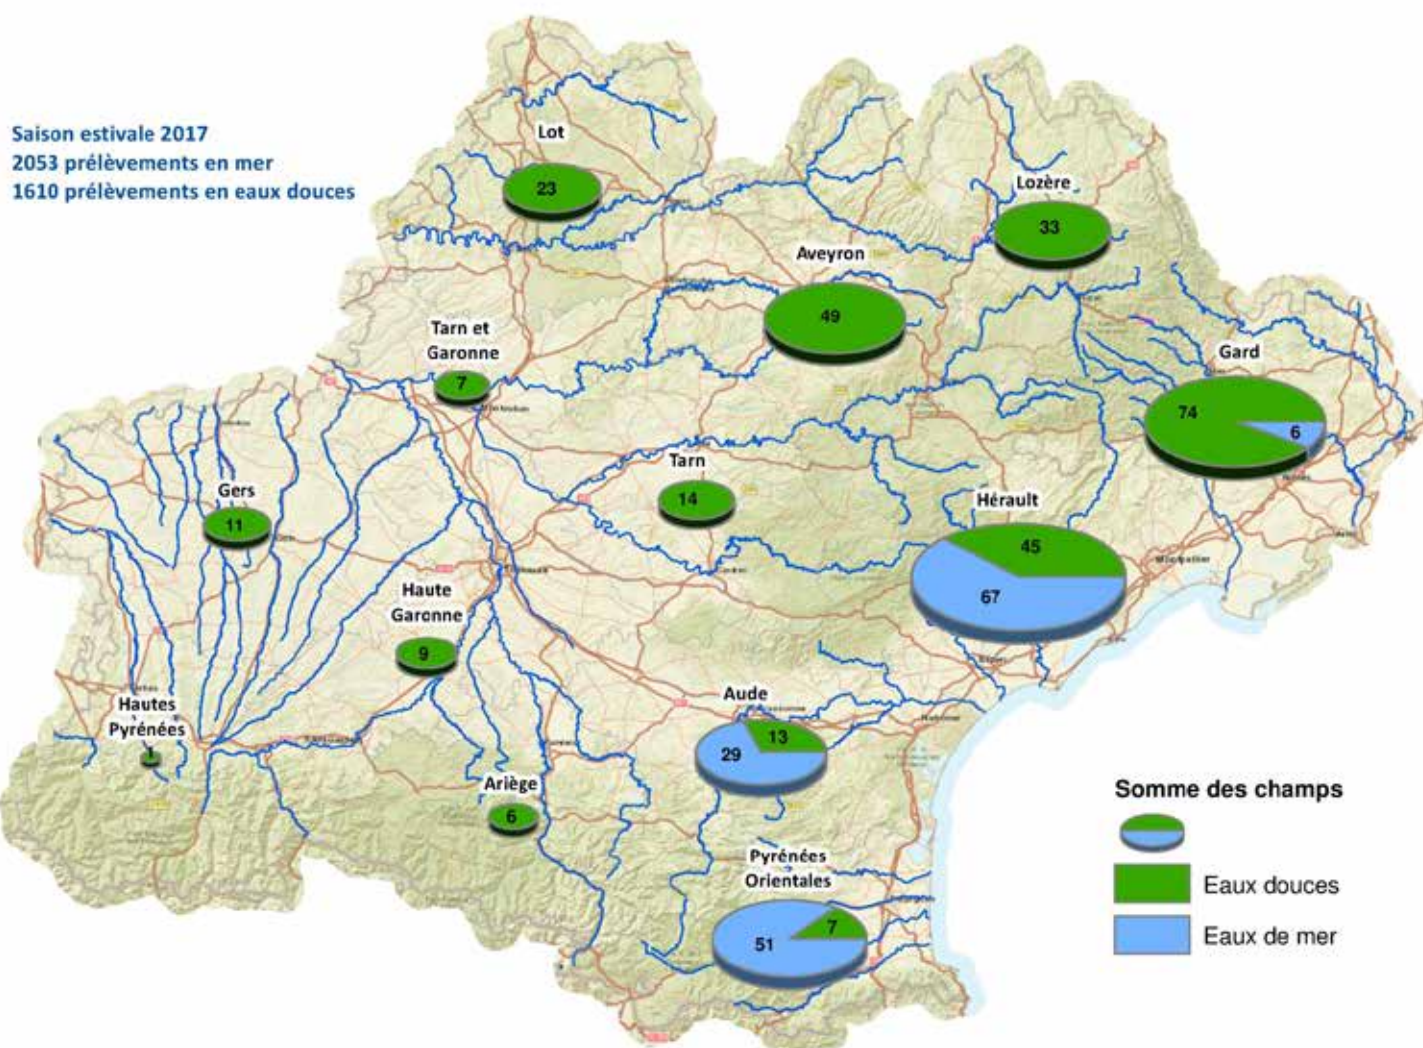 Saison estivale 2017
2053 prélèvements en mer
1610 prélèvements en eaux douces
Lot
23
Lozère
33
Aveyron
49
Tarn et
Garonne
7
Gard
74
6
Tarn
14
Gers
11
Hérault
45
67
Haute
Garonne
9
Aude
13
29
Hautes
Pyrénées
1
Ariège
6
Pyrénées
Orientales
7
51
Montpellier
Somme des champs
Eaux douces
Eaux de mer